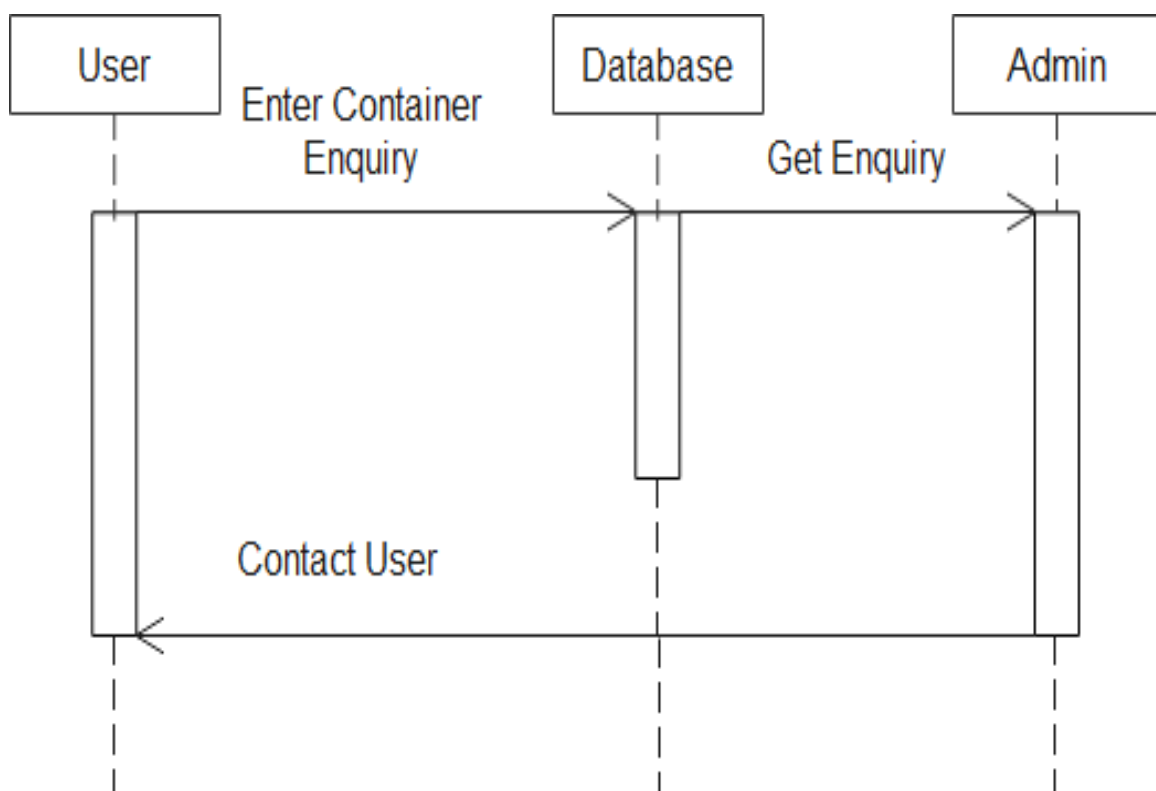 User
Database
Admin
Enter Container
Enquiry
Get Enquiry
Contact User